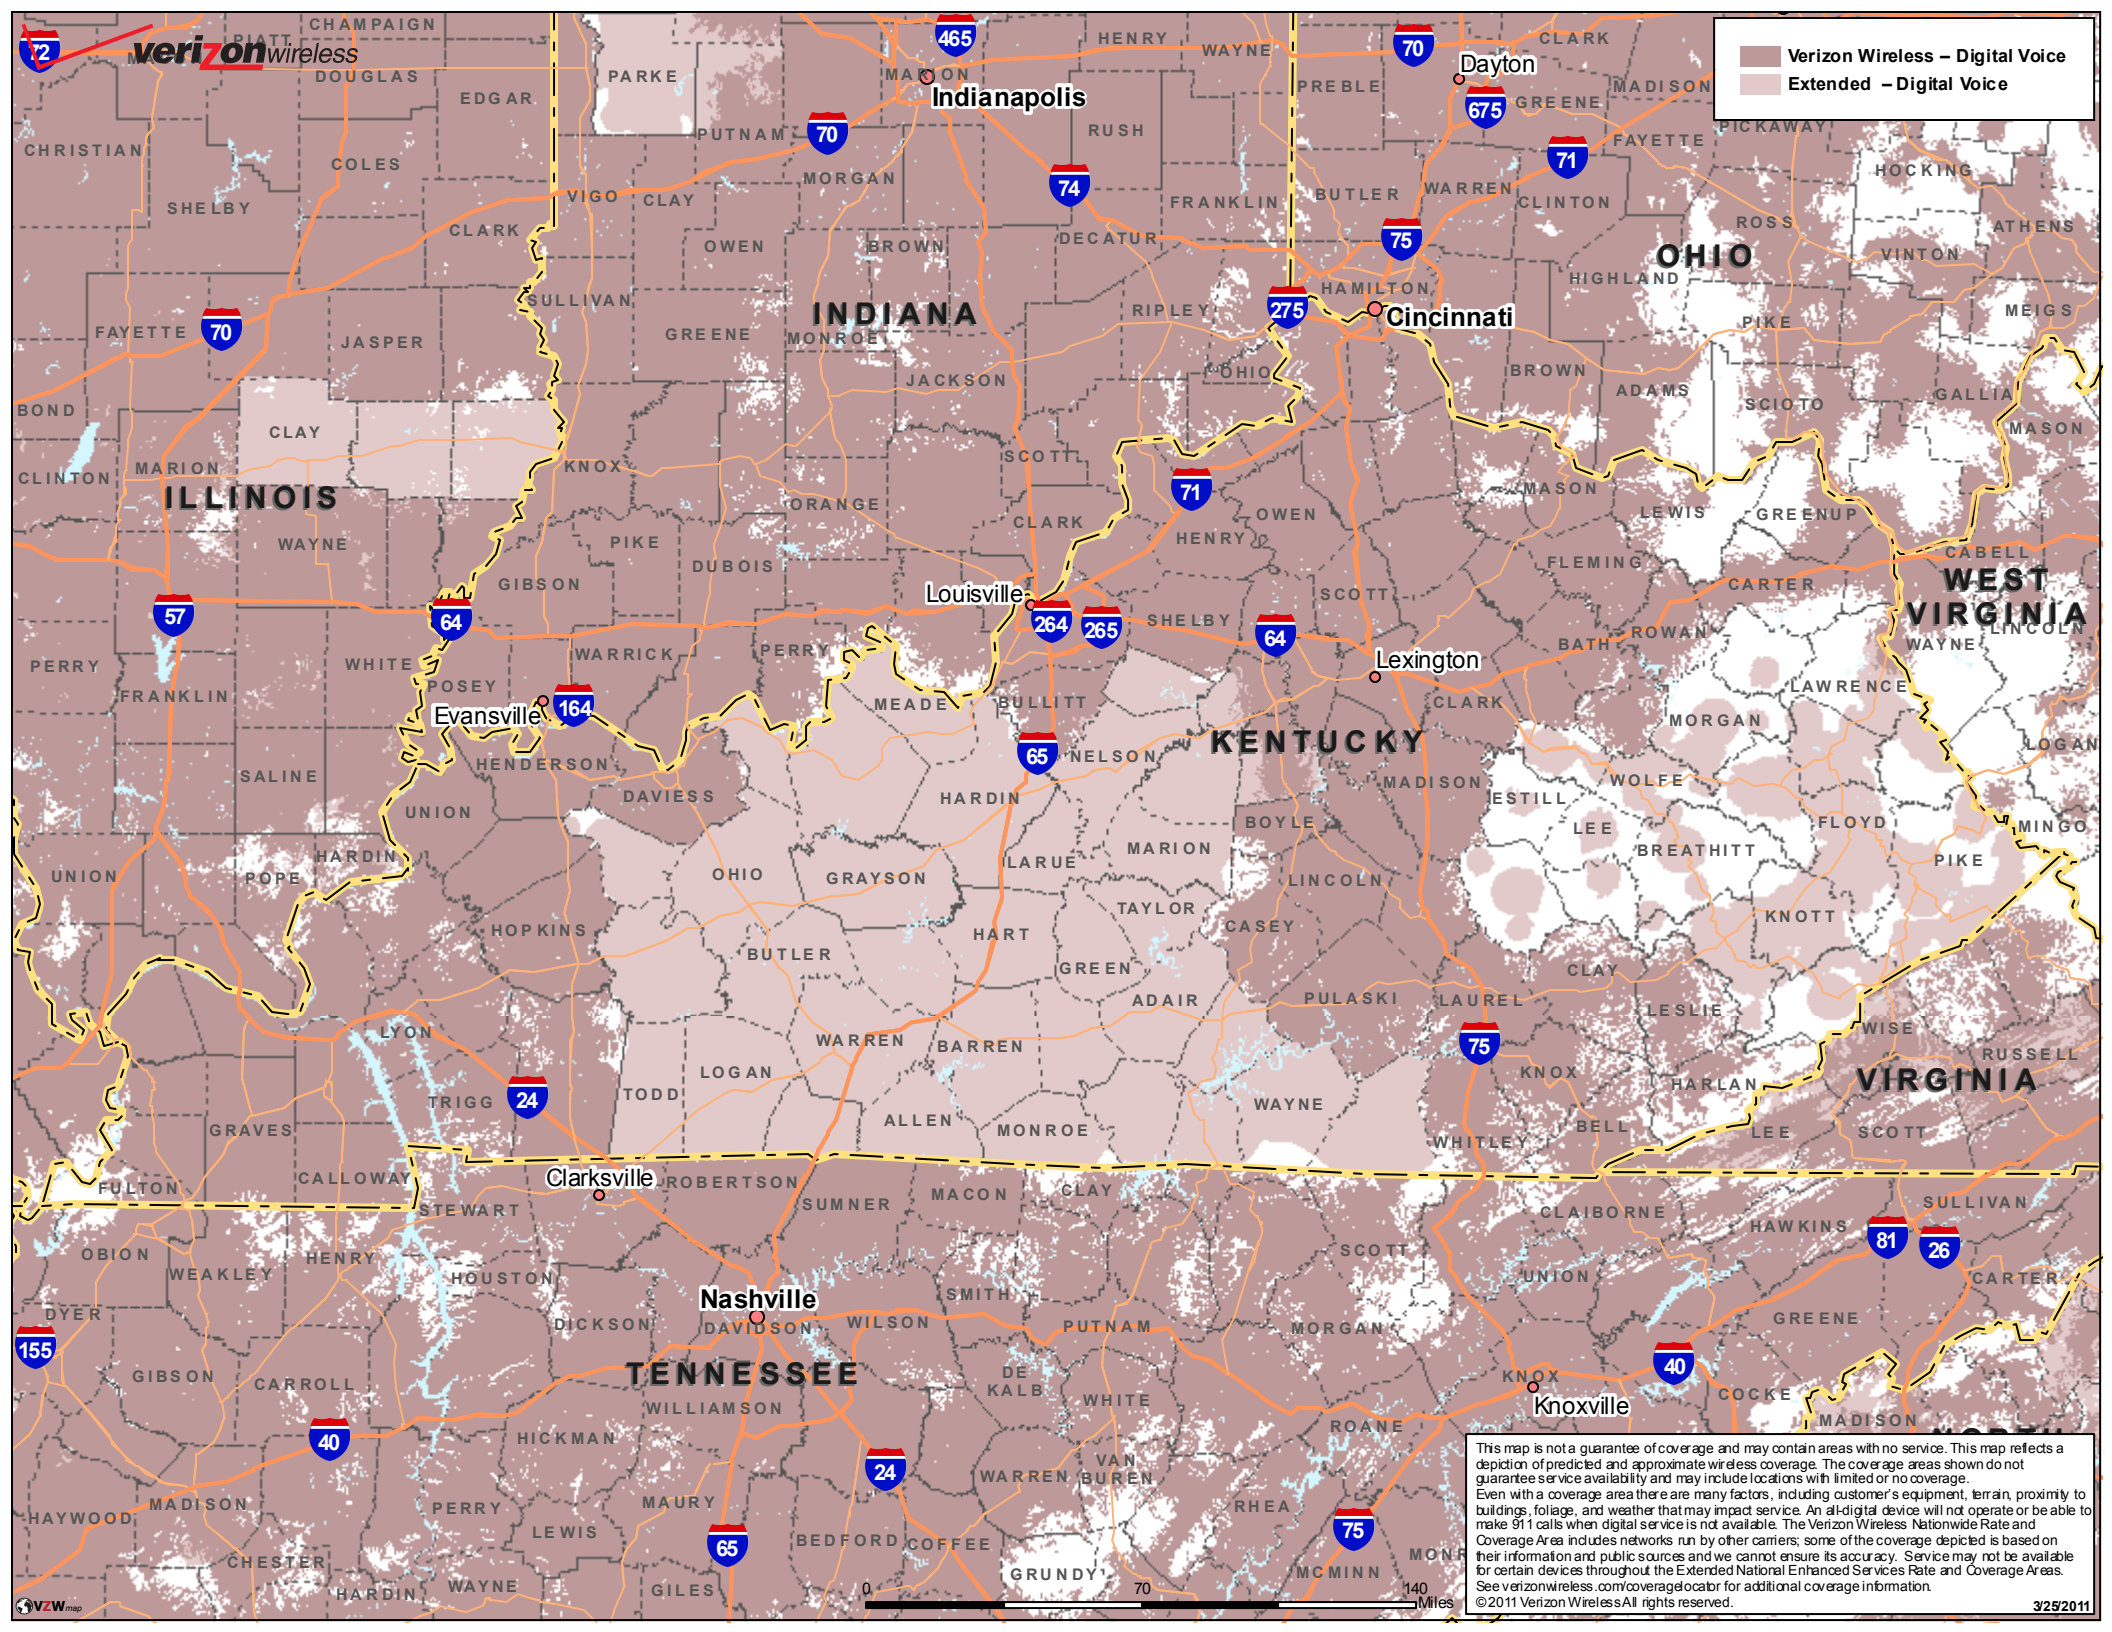 72
verizon wireless
CHAMPAIGN
PIATT
DOUGLAS
EDGAR
PARKE
465
MARION
Indianapolis
HENRY
WAYNE
70
CLARK
Dayton
PREBLE
675
GREENE
MADISON
Verizon Wireless – Digital Voice
Extended – Digital Voice
CHRISTIAN
COLES
PUTNAM
70
RUSH
71
FAYETTE
PICKAWAY
SHELBY
CLARK
VIGO
CLAY
MORGAN
74
FRANKLIN
BUTLER
WARREN
CLINTON
HOCKING
ROSS
ATHENS
OWEN
BROWN
DECATUR
75
OHIO
VINTON
HIGHLAND
FAYETTE
70
JASPER
SULLIVAN
GREENE
INDIANA
MONROE
RIPLEY
275
HAMILTON
Cincinnati
PIKE
MEIGS
JACKSON
OHIO
BROWN
ADAMS
SCIOTO
GALLIA
BOND
CLAY
MASON
CLINTON
MARION
ILLINOIS
KNOX
SCOTT
71
ORANGE
CLARK
OWEN
MASON
LEWIS
GREENUP
WAYNE
PIKE
HENRY
FLEMING
CABELL
GIBSON
DUBOIS
CARTER
WEST
VIRGINIA
57
64
Louisville
264
265
SHELBY
64
SCOTT
BATH
ROWAN
WAYNE
LINCOLN
PERRY
WHITE
WARRICK
PERRY
Lexington
FRANKLIN
POSEY
Evansville
164
MEADE
BULLITT
CLARK
LAWRENCE
MORGAN
KENTUCKY
LOGAN
SALINE
HENDERSON
65
NELSON
MADISON
WOLFE
UNION
DAVIESS
HARDIN
ESTILL
HARDIN
BOYLE
LEE
FLOYD
MINGO
UNION
POPE
OHIO
GRAYSON
LARUE
MARION
LINCOLN
BREATHITT
PIKE
HOPKINS
BUTLER
HART
TAYLOR
CASEY
KNOTT
GREEN
CLAY
LYON
ADAIR
PULASKI
LAUREL
LESLIE
WARREN
BARREN
75
WISE
RUSSELL
TRIGG
24
TODD
LOGAN
KNOX
HARLAN
VIRGINIA
GRAVES
ALLEN
MONROE
WAYNE
WHITLEY
BELL
LEE
SCOTT
FULTON
CALLOWAY
Clarksville
ROBERTSON
STEWART
SUMNER
MACON
CLAY
CLAIBORNE
HAWKINS
SULLIVAN
81
26
OBION
HENRY
WEAKLEY
HOUSTON
SCOTT
UNION
CARTER
DYER
155
Nashville
DAVIDSON
DICKSON
WILSON
SMITH
PUTNAM
MORGAN
GREENE
40
GIBSON
CARROLL
TENNESSEE
WILLIAMSON
DE
KALB
WHITE
KNOX
Knoxville
COCKE
MADISON
NORTH
40
HICKMAN
24
WARREN
VAN
BUREN
ROANE
HAYWOOD
MADISON
PERRY
LEWIS
MAURY
65
BEDFORD
COFFEE
RHEA
75
MONR
CHESTER
HARDIN
WAYNE
GILES
GRUNDY
MCMINN
0
70
140
Miles
VZW map
This map is not a guarantee of coverage and may contain areas with no service. This map reflects a
depiction of predicted and approximate wireless coverage. The coverage areas shown do not
guarantee service availability and may include locations with limited or no coverage.
Even with a coverage area there are many factors, including customer's equipment, terrain, proximity to
buildings, foliage, and weather that may impact service. An all-digital device will not operate or be able to
make 911 calls when digital service is not available. The Verizon Wireless Nationwide Rate and
Coverage Area includes networks run by other carriers; some of the coverage depicted is based on
their information and public sources and we cannot ensure its accuracy. Service may not be available
for certain devices throughout the Extended National Enhanced Services Rate and Coverage Areas.
See verizonwireless.com/coveragelocator for additional coverage information.
©2011 Verizon Wireless All rights reserved.
3/25/2011